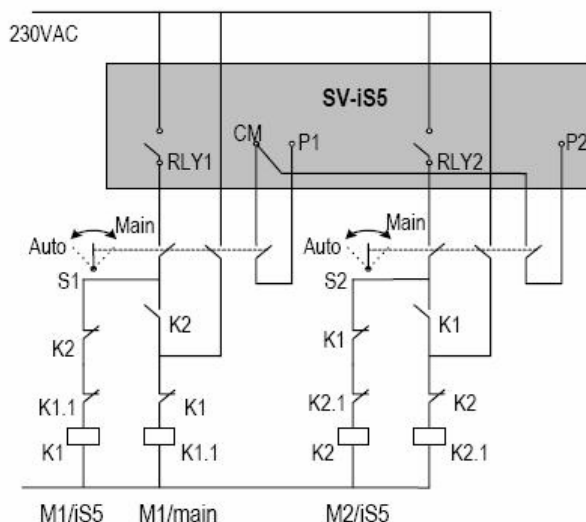 230VAC
SV-iS5
CM
P1
P2
RLY1
RLY2
Main
Auto
S1
Main
Auto
S2
K2
K1
K2
K1
K1.1
K1
K2.1
K2
K1
K1.1
K2
K2.1
M1/iS5 M1/main M2/iS5